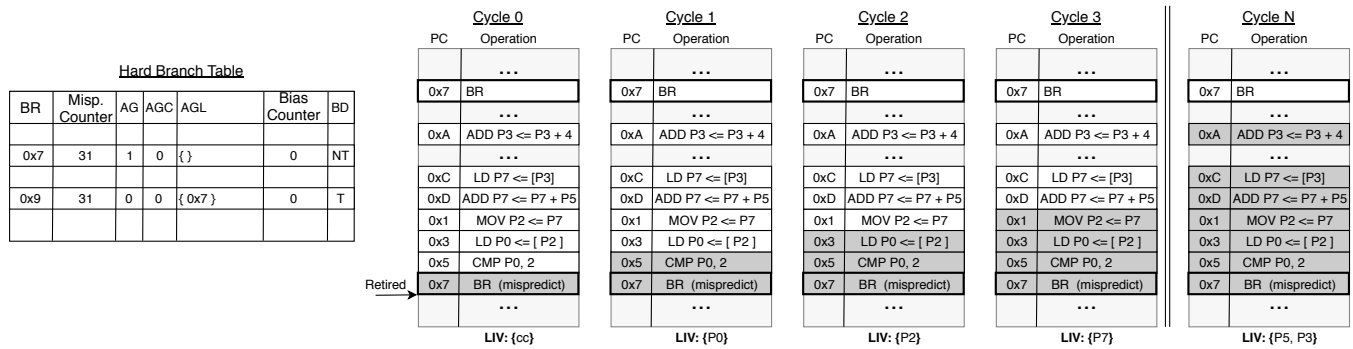 Hard Branch Table
BR Misp. Counter AG AGC AGL Bias Counter BD
0x7 31 1 0 { } 0 NT
0x9 31 0 0 { 0x7 } 0 T
Retired
Cycle 0
PC Operation
...
0x7 BR
...
0xA ADD P3 <= P3 + 4
...
0xC LD P7 <= [P3]
0xD ADD P7 <= P7 + P5
0x1 MOV P2 <= P7
0x3 LD P0 <= [ P2 ]
0x5 CMP P0, 2
0x7 BR (mispredict)
...
LIV: {cc}
Cycle 1
PC Operation
...
0x7 BR
...
0xA ADD P3 <= P3 + 4
...
0xC LD P7 <= [P3]
0xD ADD P7 <= P7 + P5
0x1 MOV P2 <= P7
0x3 LD P0 <= [ P2 ]
0x5 CMP P0, 2
0x7 BR (mispredict)
...
LIV: {P0}
Cycle 2
PC Operation
...
0x7 BR
...
0xA ADD P3 <= P3 + 4
...
0xC LD P7 <= [P3]
0xD ADD P7 <= P7 + P5
0x1 MOV P2 <= P7
0x3 LD P0 <= [ P2 ]
0x5 CMP P0, 2
0x7 BR (mispredict)
...
LIV: {P2}
Cycle 3
PC Operation
...
0x7 BR
...
0xA ADD P3 <= P3 + 4
...
0xC LD P7 <= [P3]
0xD ADD P7 <= P7 + P5
0x1 MOV P2 <= P7
0x3 LD P0 <= [ P2 ]
0x5 CMP P0, 2
0x7 BR (mispredict)
...
LIV: {P7}
Cycle N
PC Operation
...
0x7 BR
...
0xA ADD P3 <= P3 + 4
...
0xC LD P7 <= [P3]
0xD ADD P7 <= P7 + P5
0x1 MOV P2 <= P7
0x3 LD P0 <= [ P2 ]
0x5 CMP P0, 2
0x7 BR (mispredict)
...
LIV: {P5, P3}